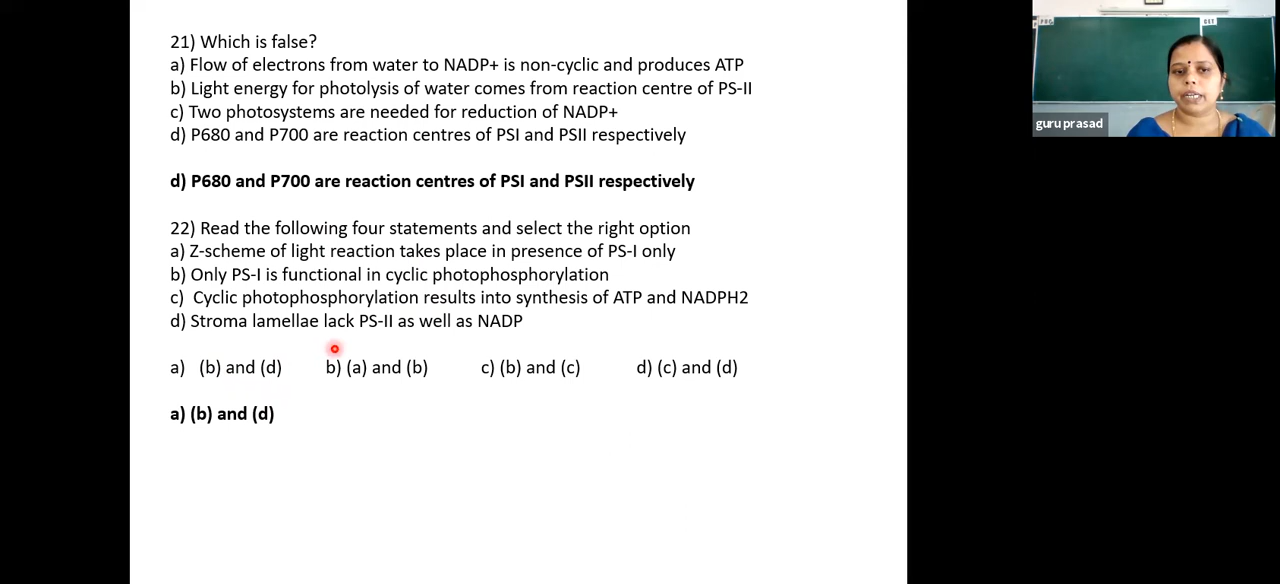 21) Which is false?
a) Flow of electrons from water to NADP+ is non-cyclic and produces ATP
b) Light energy for photolysis of water comes from reaction centre of PS-II
c) Two photosystems are needed for reduction of NADP+
d) P680 and P700 are reaction centres of PSI and PSII respectively
d) P680 and P700 are reaction centres of PSI and PSII respectively
22) Read the following four statements and select the right option
a) Z-scheme of light reaction takes place in presence of PS-I only
b) Only PS-I is functional in cyclic photophosphorylation
c) Cyclic photophosphorylation results into synthesis of ATP and NADPH2
d) Stroma lamellae lack PS-II as well as NADP
a) (b) and (d) b) (a) and (b) c) (b) and (c) d) (c) and (d)
a) (b) and (d)
guru prasad